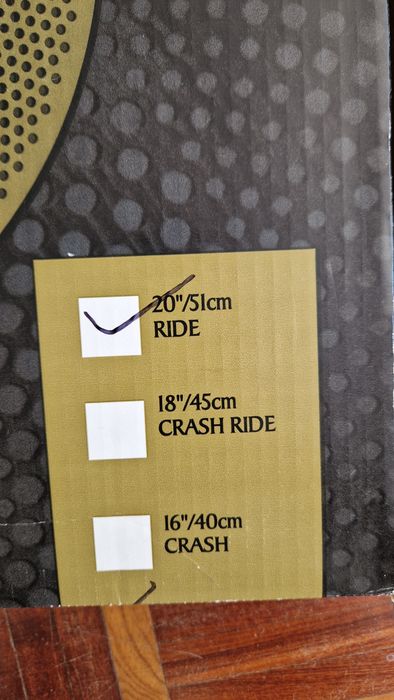 20"/51cm
RIDE
18"/45cm
CRASH RIDE
16"/40cm
CRASH